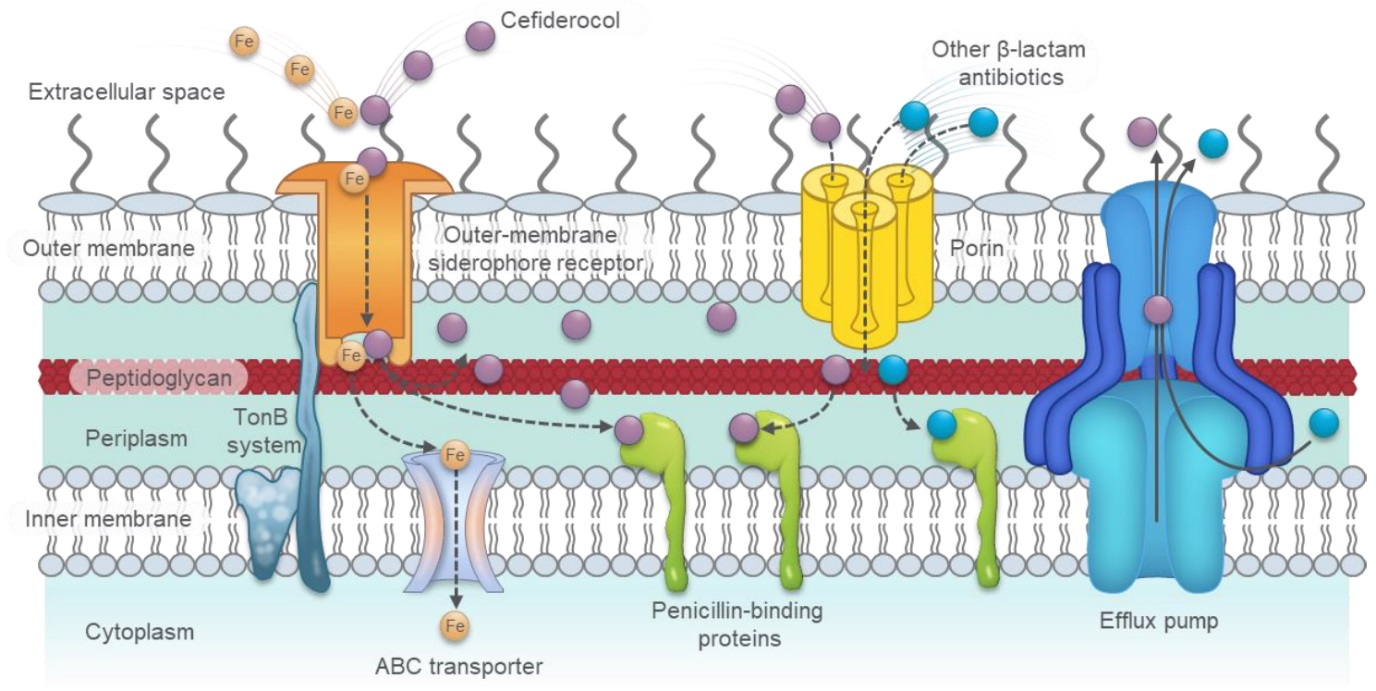 Cefiderocol
Fe
Other β-lactam
antibiotics
Fe
Extracellular space
Fe
Fe
Outer membrane
Outer-membrane
siderophore receptor
Porin
Fe
Peptidoglycan
TonB
system
Periplasm
Fe
Inner membrane
Penicillin-binding
proteins
Efflux pump
Cytoplasm
Fe
ABC transporter